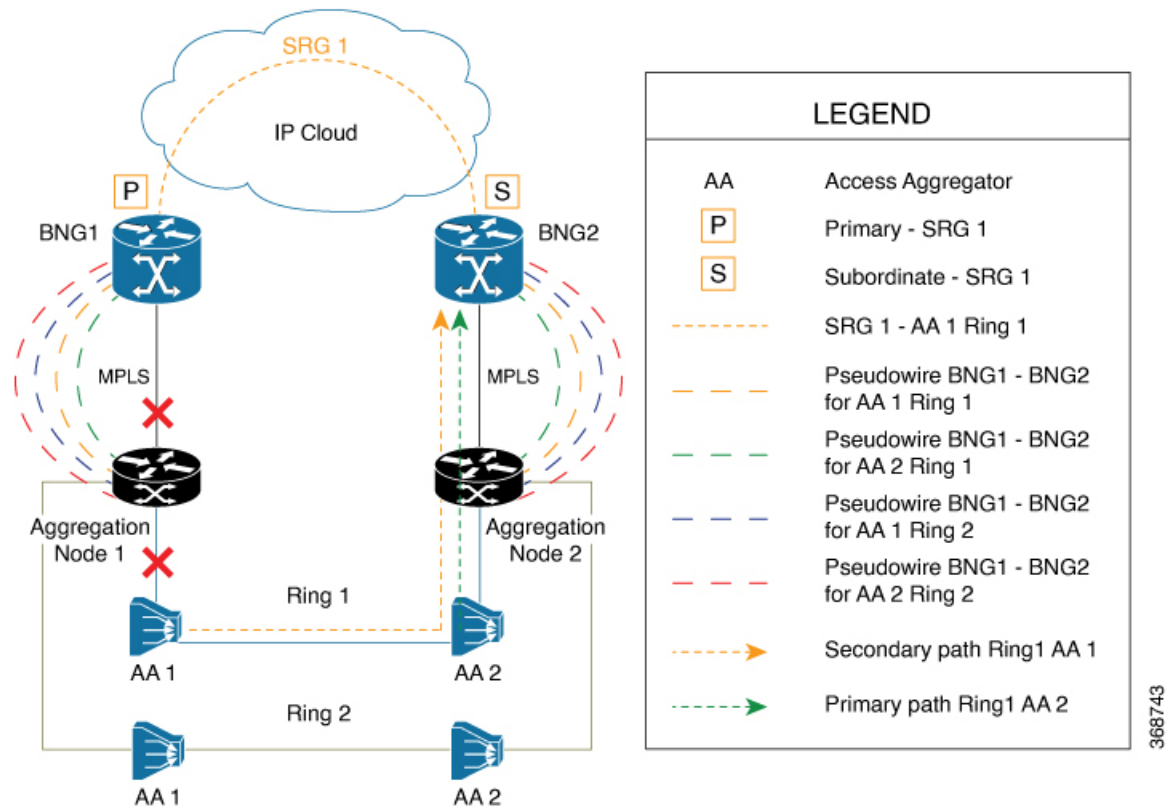 SRG 1
IP Cloud
P
S
BNG1
BNG2
MPLS
MPLS
Aggregation
Node 1
Aggregation
Node 2
Ring 1
AA 1
AA 2
Ring 2
AA 1
AA 2
LEGEND
AA Access Aggregator
P Primary - SRG 1
S Subordinate - SRG 1
SRG 1 - AA 1 Ring 1
Pseudowire BNG1 - BNG2
for AA 1 Ring 1
Pseudowire BNG1 - BNG2
for AA 2 Ring 1
Pseudowire BNG1 - BNG2
for AA 1 Ring 2
Pseudowire BNG1 - BNG2
for AA 2 Ring 2
Secondary path Ring1 AA 1
Primary path Ring1 AA 2
368743